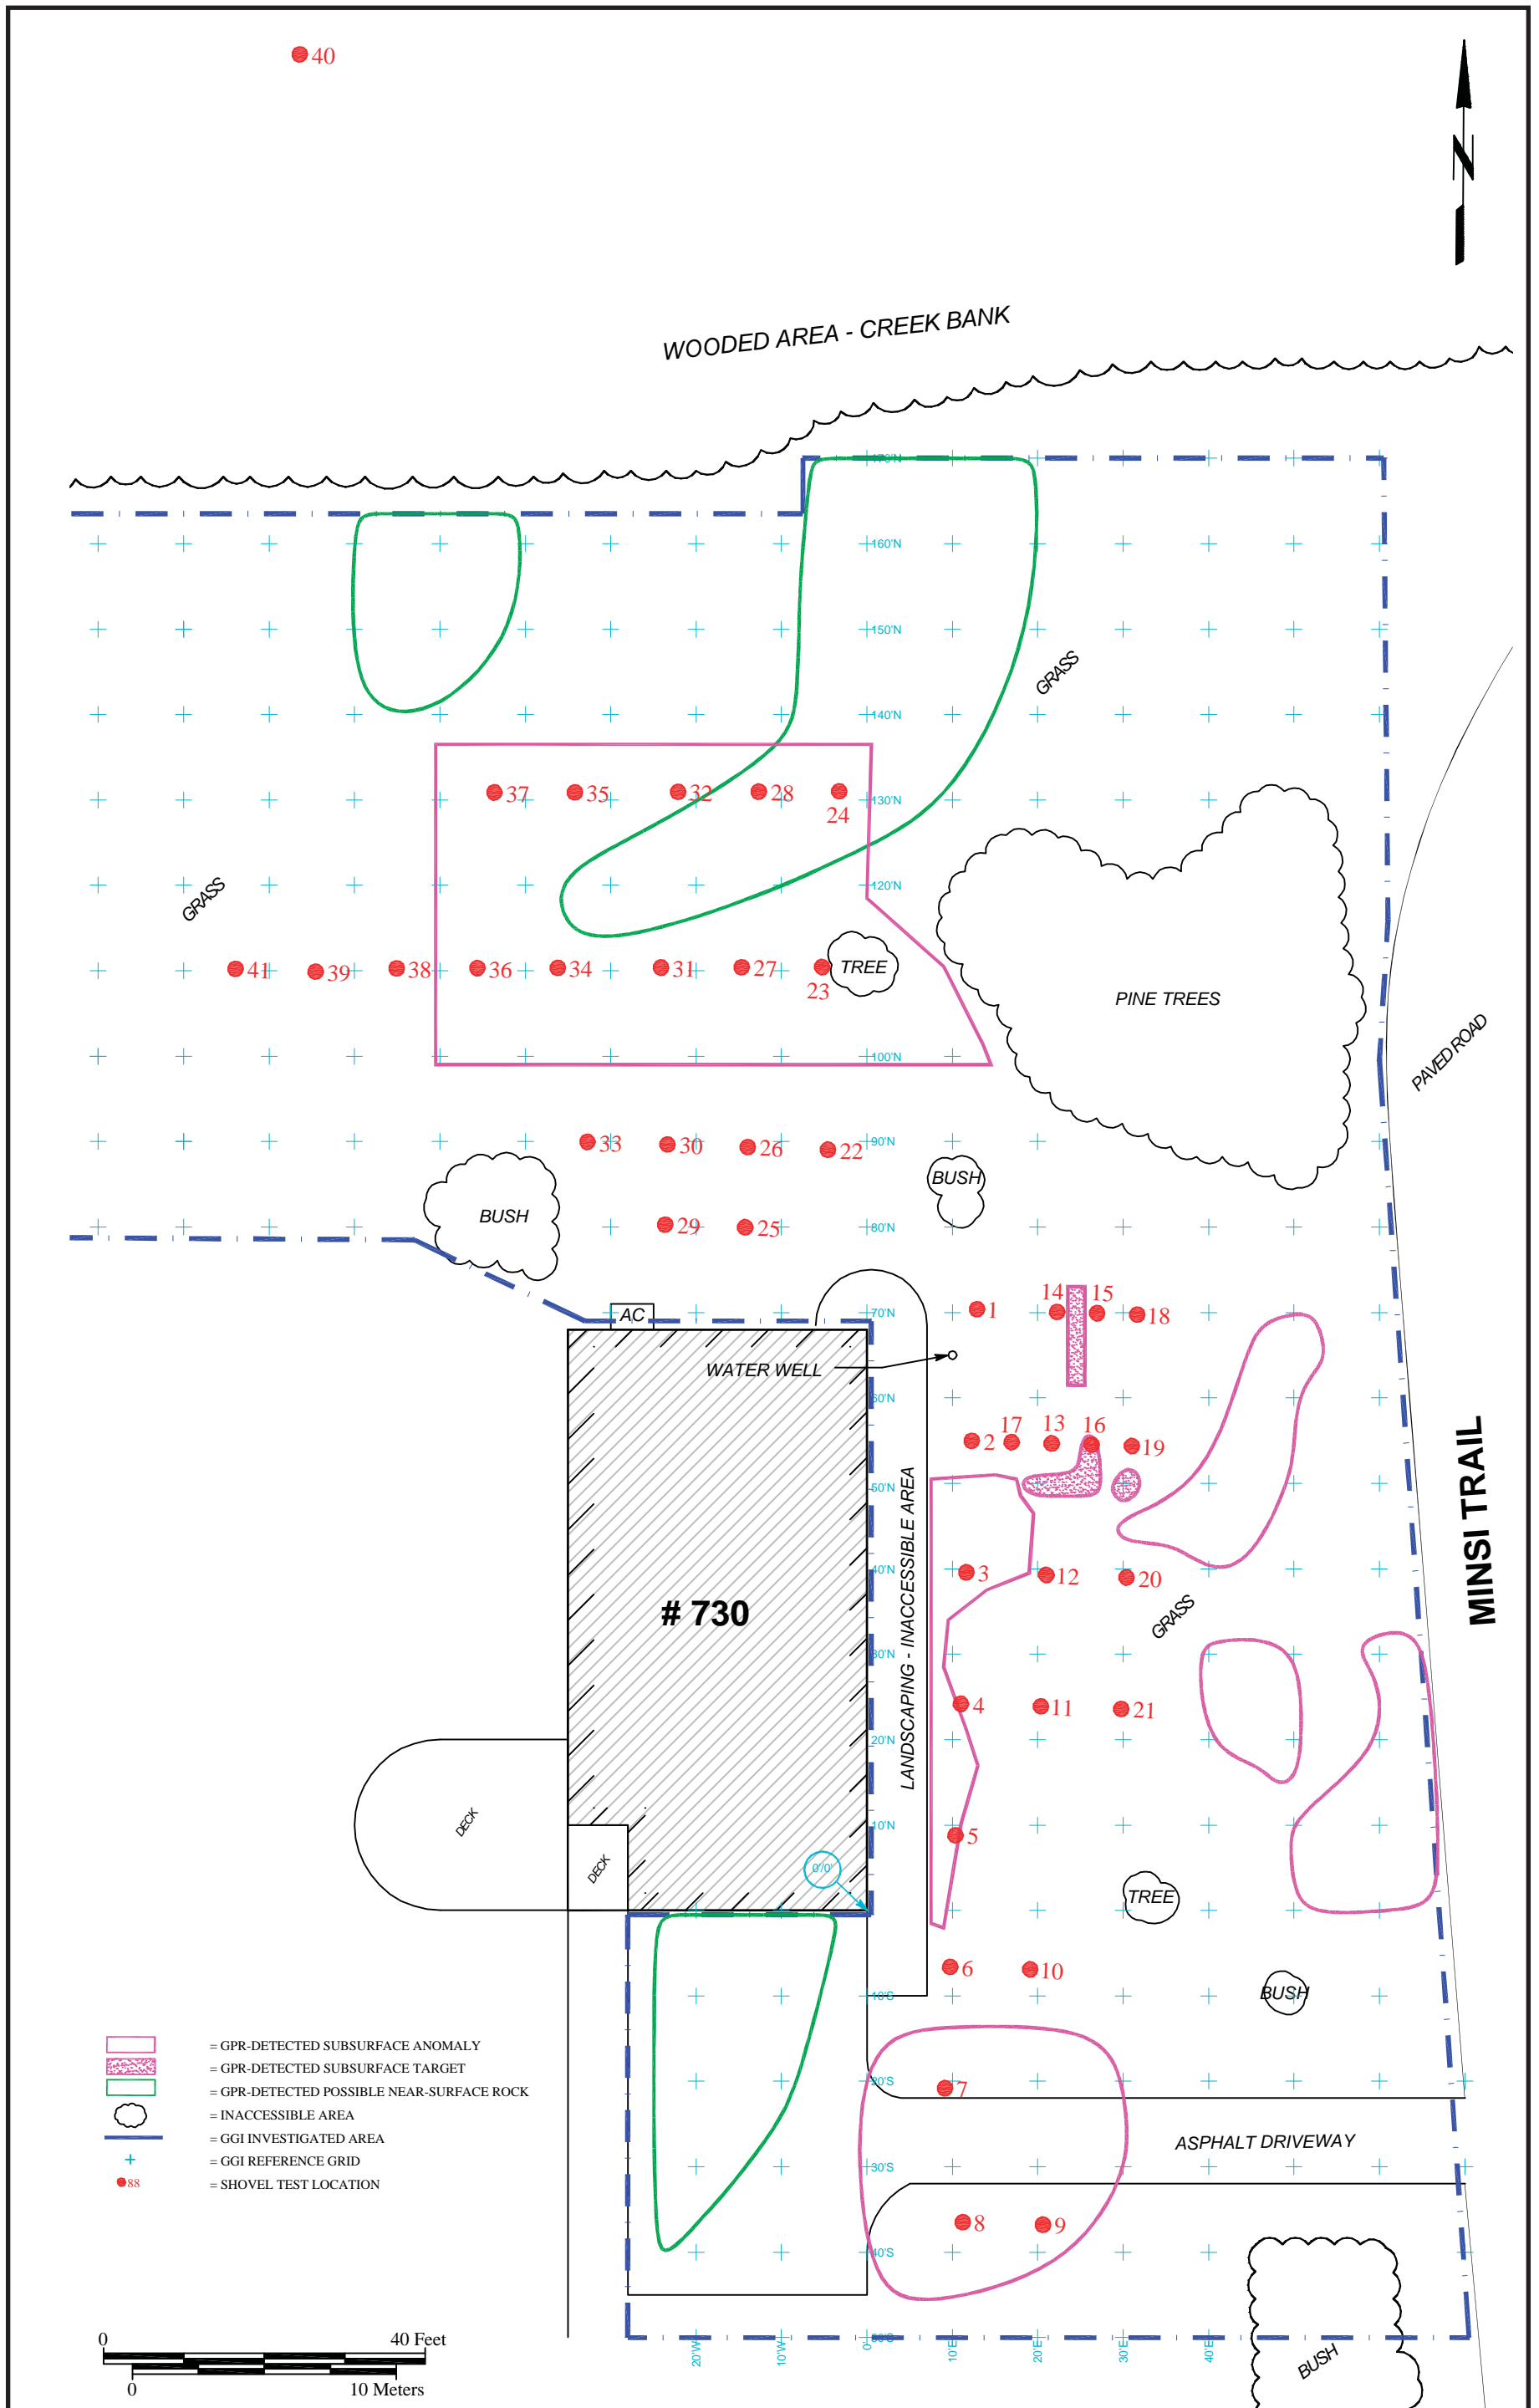 40
N
WOODED AREA - CREEK BANK
170'N
160'N
150'N
GRASS
140'N
37
35
32
28
24
130'N
120'N
GRASS
41
39
38
36
34
31
27
23
TREE
PINE TREES
PAVED ROAD
100'N
33
30
26
22
90'N
BUSH
BUSH
29
25
80'N
1
14
15
18
70'N
AC
WATER WELL
60'N
2
17
13
16
19
50'N
LANDSCAPING - INACCESSIBLE AREA
MINSI TRAIL
3
12
20
40'N
# 730
GRASS
30'N
4
11
21
20'N
DECK
10'N
5
DECK
0'/0'
TREE
6
10
10'S
BUSH
20'S
7
ASPHALT DRIVEWAY
30'S
8
9
40'S
50'S
20'W
10'W
0'
10'E
20'E
30'E
40'E
BUSH
= GPR-DETECTED SUBSURFACE ANOMALY
= GPR-DETECTED SUBSURFACE TARGET
= GPR-DETECTED POSSIBLE NEAR-SURFACE ROCK
= INACCESSIBLE AREA
= GGI INVESTIGATED AREA
= GGI REFERENCE GRID
88 = SHOVEL TEST LOCATION
0 40 Feet
0 10 Meters